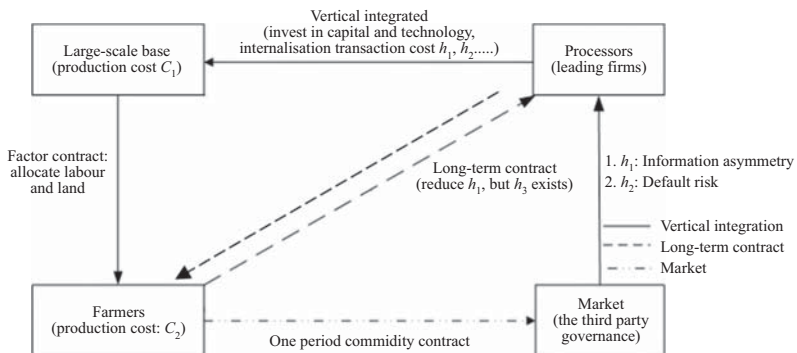 Vertical integrated
(invest in capital and technology,
internalisation transaction cost h₁, h₂.....)
Large-scale base
(production cost C₁)
Processors
(leading firms)
Factor contract:
allocate labour
and land
Long-term contract
(reduce h₁, but h₃ exists)
1. h₁: Information asymmetry
2. h₂: Default risk
Vertical integration
Long-term contract
Market
Farmers
(production cost: C₂)
One period commidity contract
Market
(the third party
governance)